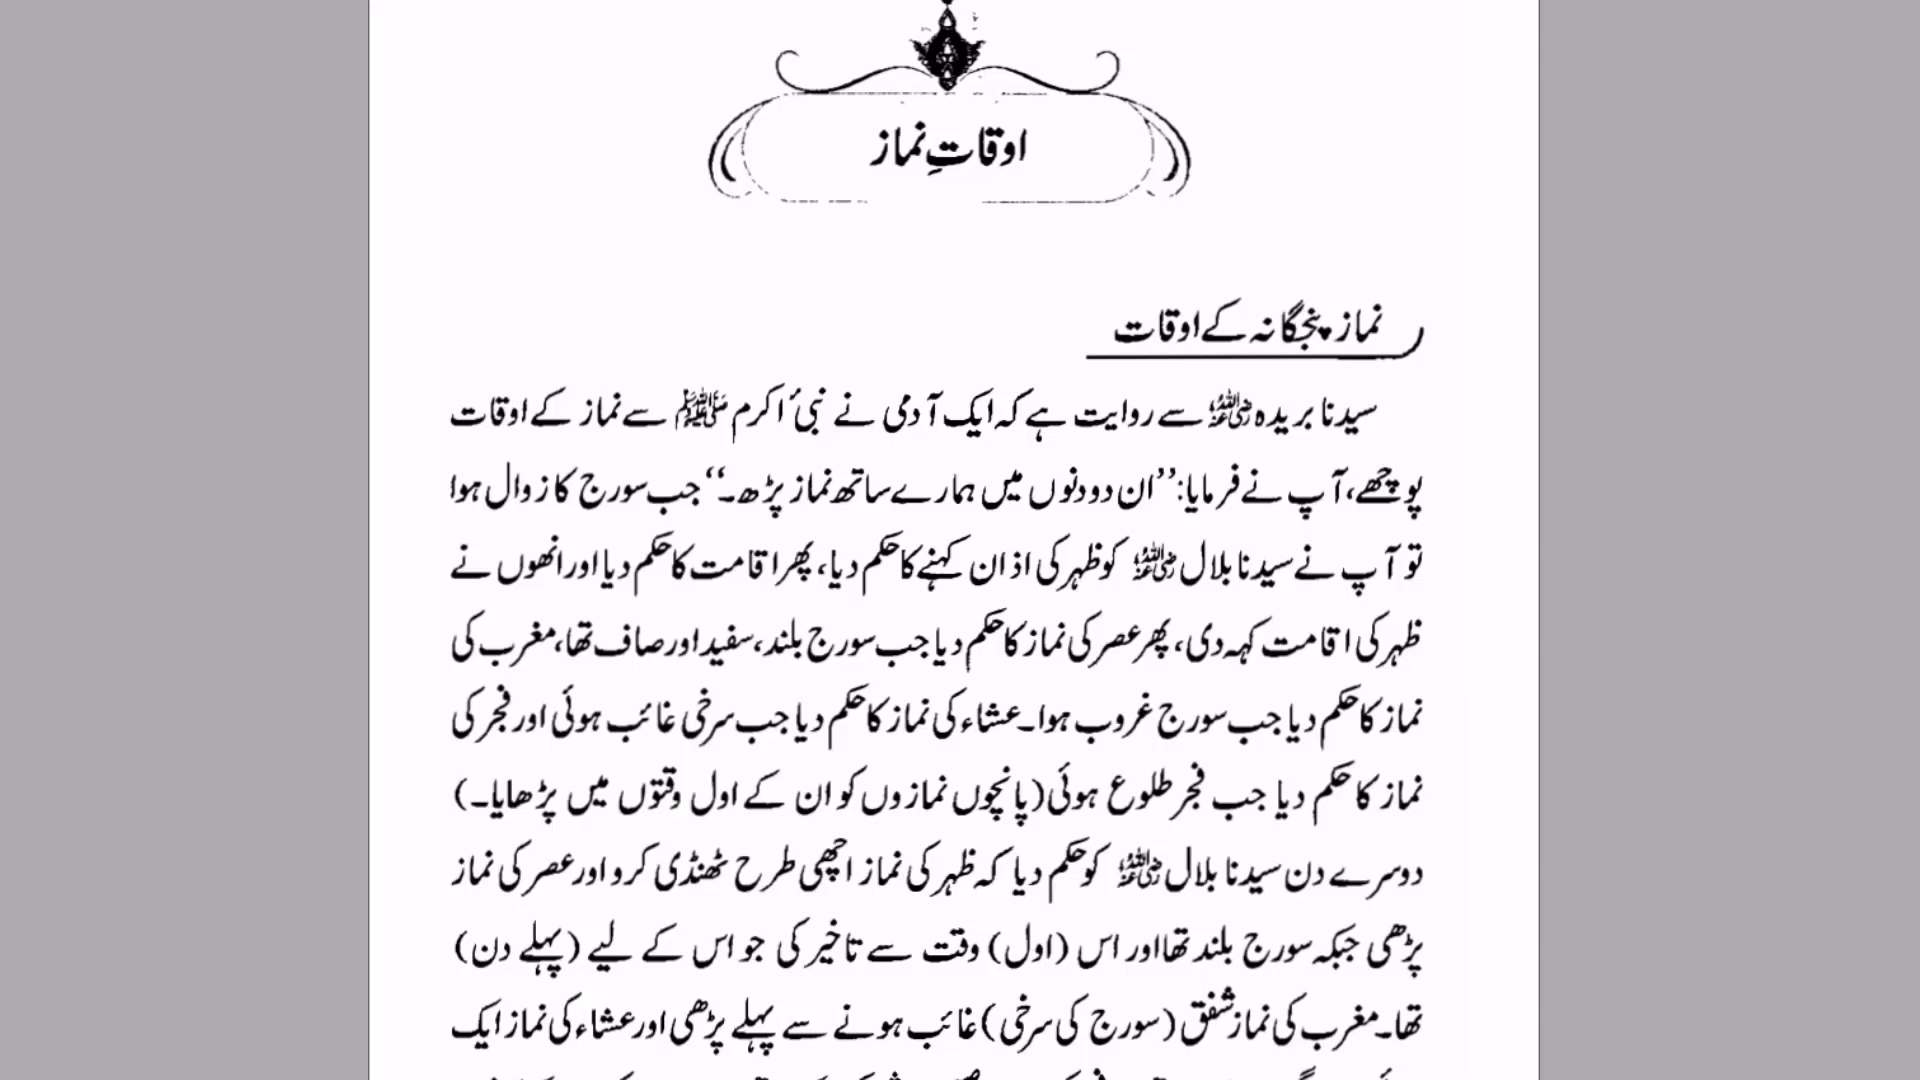 اوقاتِ نماز
نماز پنجگانہ کے اوقات
سیدنا بریدہ رضی اللہ عنہ سے روایت ہے کہ ایک آدمی نے نبیٔ اکرم ﷺ سے نماز کے اوقات
پوچھے، آپ نے فرمایا: ’’ان دو دنوں میں ہمارے ساتھ نماز پڑھ۔‘‘ جب سورج کا زوال ہوا
تو آپ نے سیدنا بلال رضی اللہ عنہ کو ظہر کی اذان کہنے کا حکم دیا، پھر اقامت کا حکم دیا اور انھوں نے
ظہر کی اقامت کہہ دی، پھر عصر کی نماز کا حکم دیا جب سورج بلند، سفید اور صاف تھا، مغرب کی
نماز کا حکم دیا جب سورج غروب ہوا۔ عشاء کی نماز کا حکم دیا جب سرخی غائب ہوئی اور فجر کی
نماز کا حکم دیا جب فجر طلوع ہوئی (پانچوں نمازوں کو ان کے اول وقتوں میں پڑھایا۔)
دوسرے دن سیدنا بلال رضی اللہ عنہ کو حکم دیا کہ ظہر کی نماز اچھی طرح ٹھنڈی کرو اور عصر کی نماز
پڑھی جبکہ سورج بلند تھا اور اس (اول) وقت سے تاخیر کی جو اس کے لیے (پہلے دن)
تھا۔ مغرب کی نماز شفق (سورج کی سرخی) غائب ہونے سے پہلے پڑھی اور عشاء کی نماز ایک